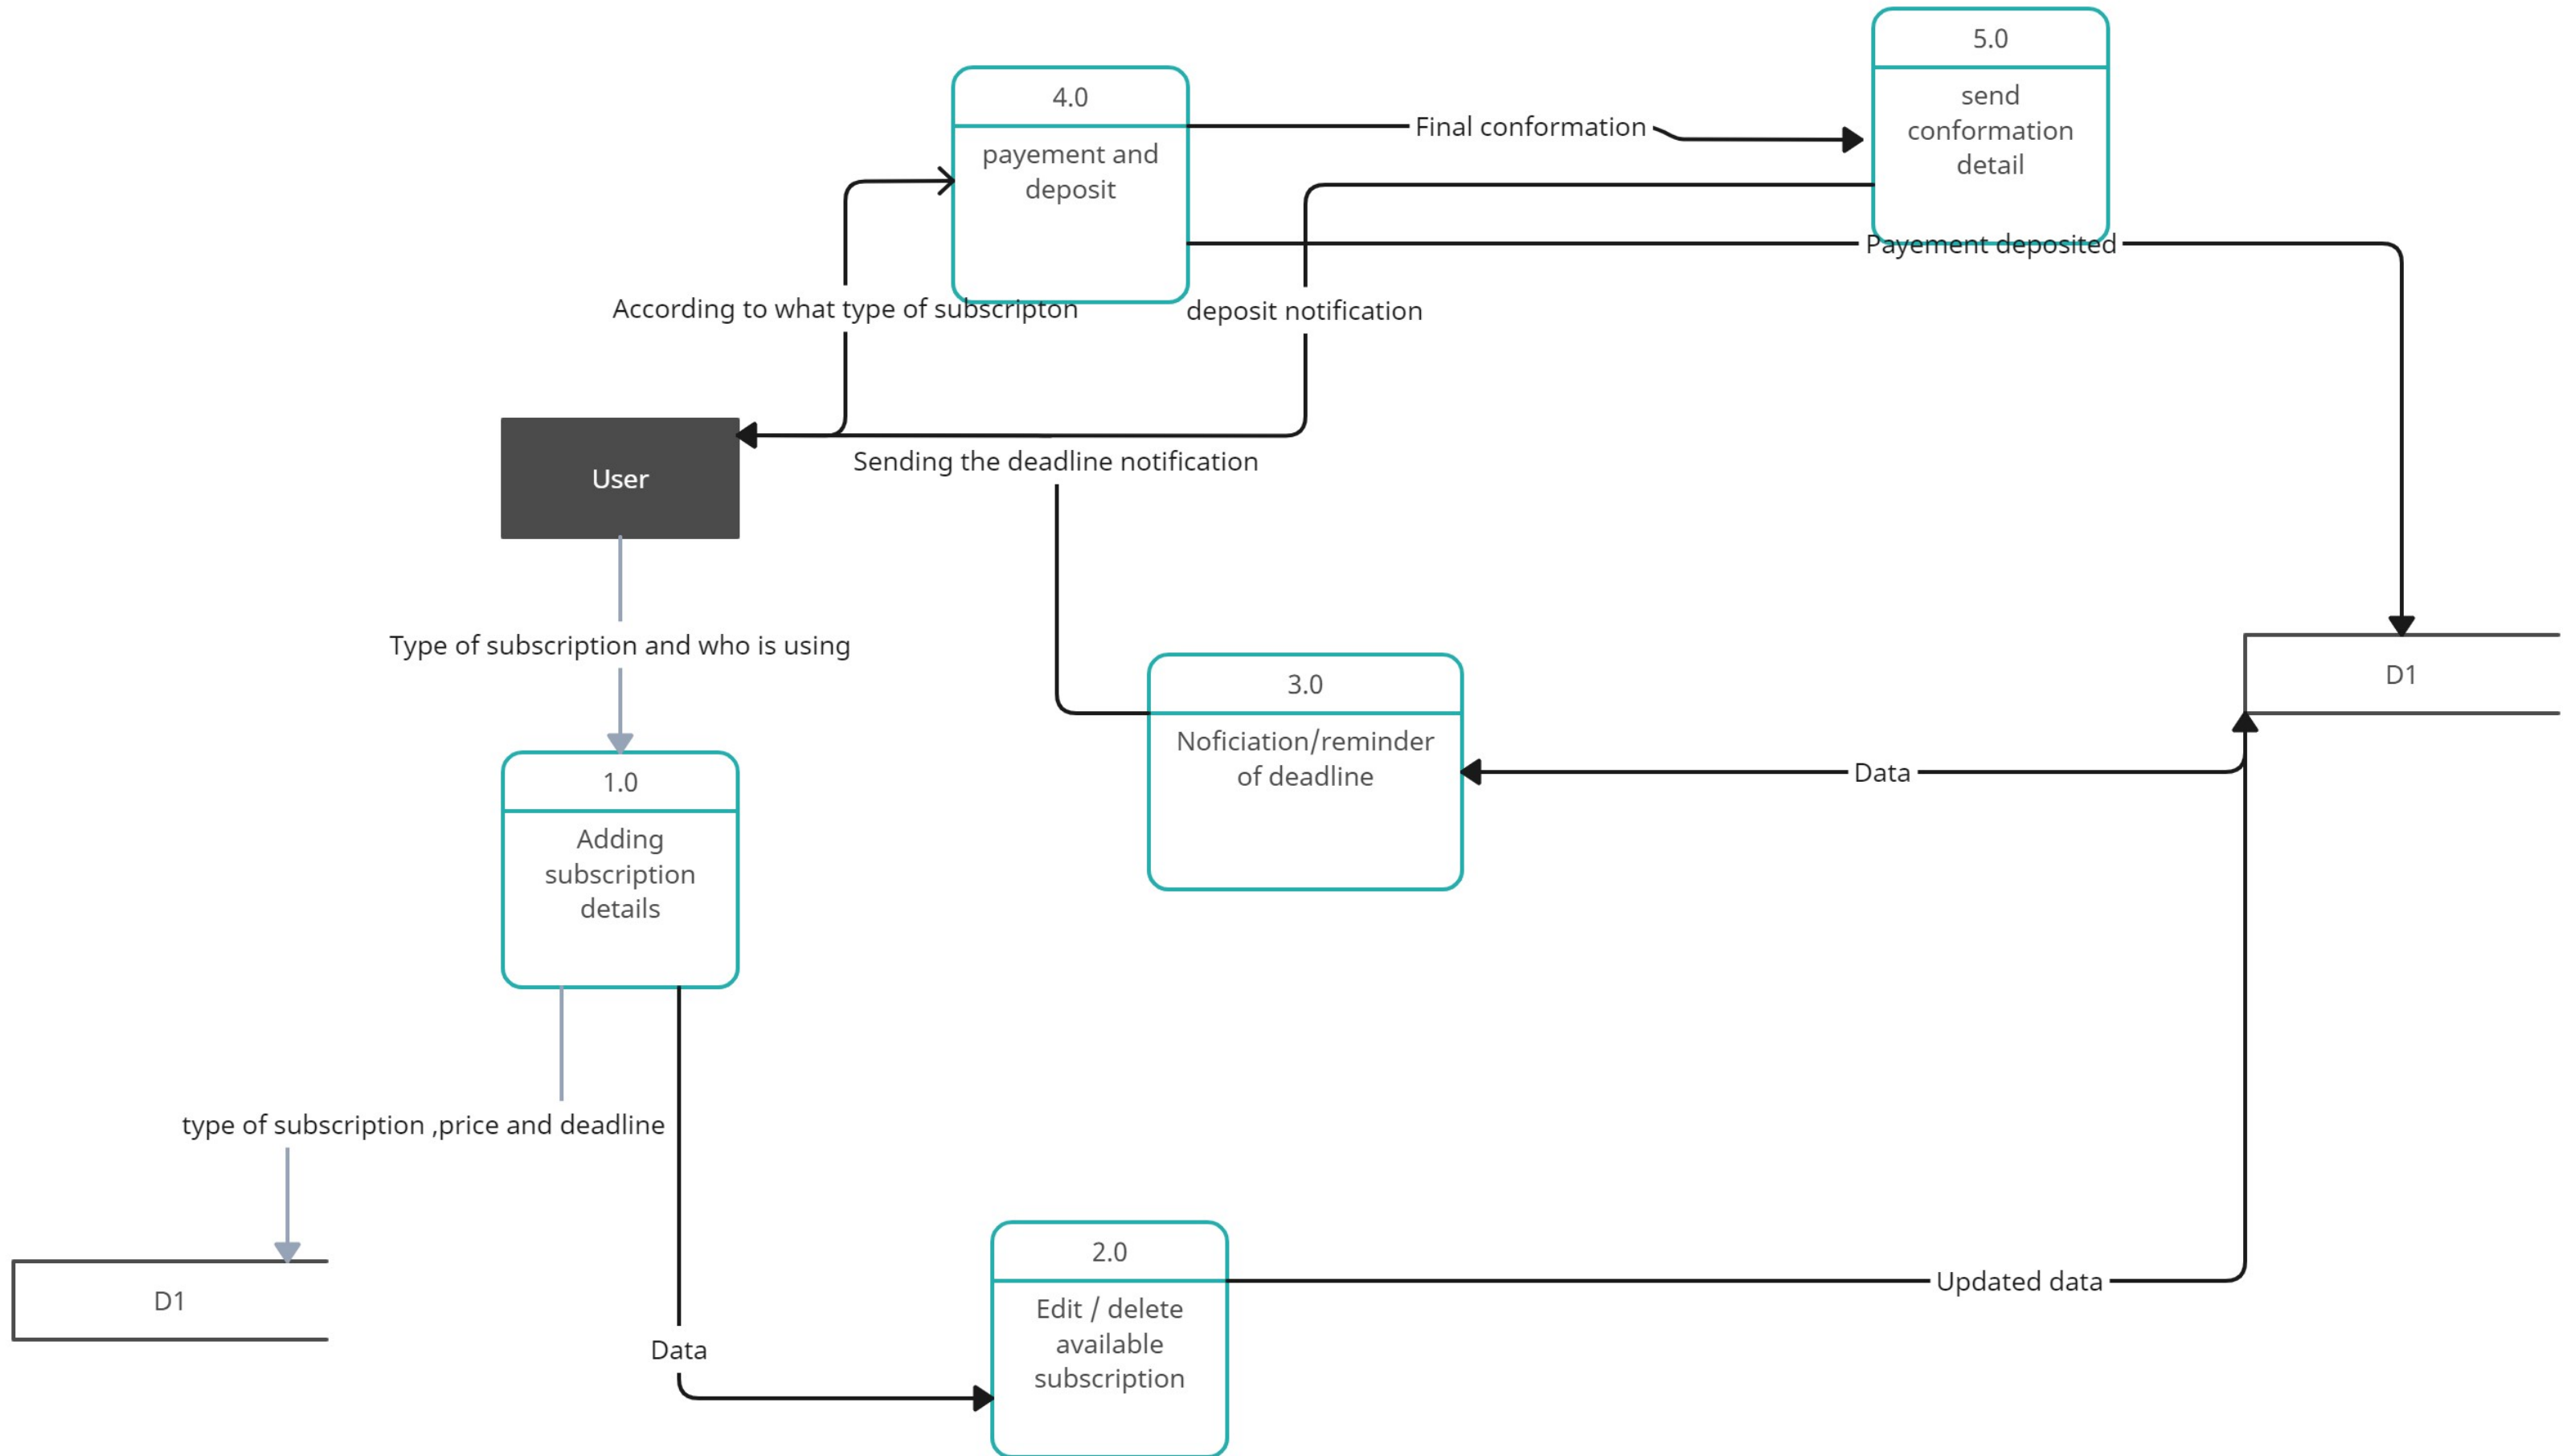 5.0
send
conformation
detail
4.0
payement and
deposit
Final conformation
Payement deposited
According to what type of subscripton
deposit notification
User
Sending the deadline notification
Type of subscription and who is using
3.0
Noficiation/reminder
of deadline
D1
Data
1.0
Adding
subscription
details
type of subscription ,price and deadline
D1
2.0
Edit / delete
available
subscription
Updated data
Data